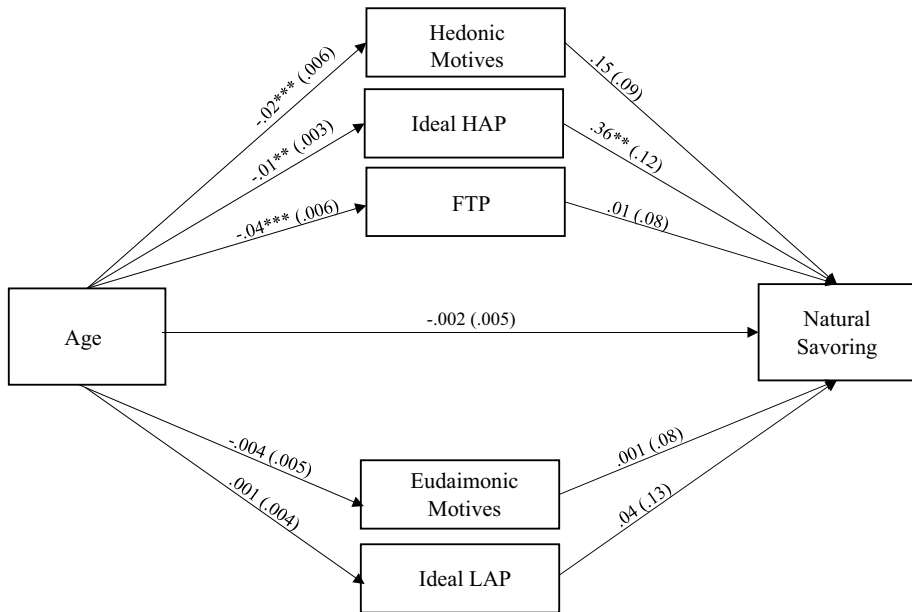 Hedonic
Motives
-.02*** (.006)
.15 (.09)
Ideal HAP
-.01** (.003)
.36** (.12)
FTP
-.04*** (.006)
.01 (.08)
Age
-.002 (.005)
Natural
Savoring
-.004 (.005)
.001 (.08)
Eudaimonic
Motives
.001 (.004)
.04 (.13)
Ideal LAP